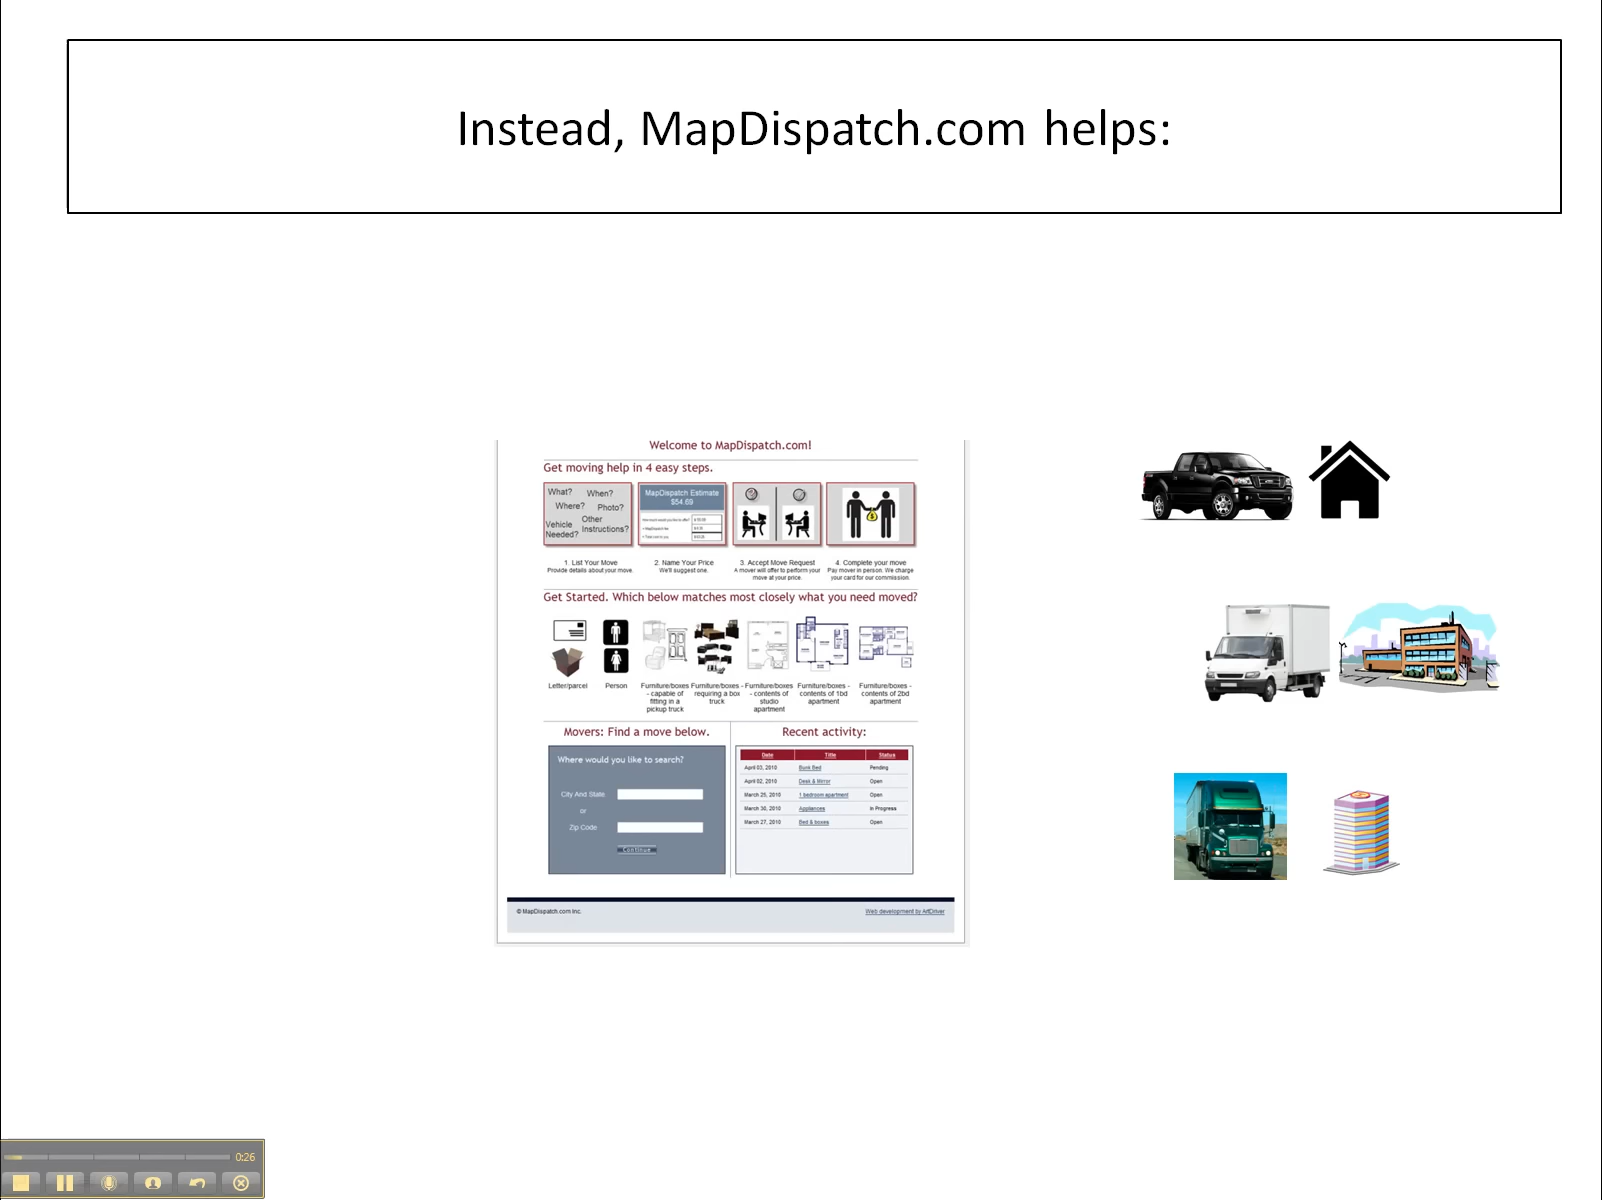 Instead, MapDispatch.com helps:
Welcome to MapDispatch.com!
Get moving help in 4 easy steps.
What?
When?
Where?
Photo?
Vehicle Needed?
Other Instructions?
MapDispatch Estimate
$54.69
1. List Your Move
Provide details about your move.
2. Name Your Price
We'll suggest one.
3. Accept Move Request
A mover will offer to perform your
move at your price.
4. Complete your move
Pay mover in person. We charge
your card for our commission.
Get Started. Which below matches most closely what you need moved?
Letter/parcel
Person
Furniture/boxes
- capable of
fitting in a
pickup truck
Furniture/boxes -
requiring a box
truck
Furniture/boxes
- contents of
studio
apartment
Furniture/boxes -
contents of 1bd
apartment
Furniture/boxes -
contents of 2bd
apartment
Movers: Find a move below.
Where would you like to search?
City And State
or
Zip Code
Continue
Recent activity:
Date Title Status
April 03, 2010 Bunk Bed Pending
April 02, 2010 Desk & Mirror Open
March 25, 2010 1 bedroom apartment Open
March 30, 2010 Appliances In Progress
March 27, 2010 Bed & boxes Open
© MapDispatch.com Inc.
Web development by ArtDriver
0:26